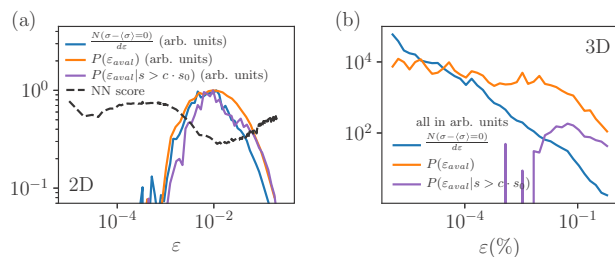 (a)
N(σ−⟨σ⟩=0)/dε (arb. units)
P(ε_aval) (arb. units)
P(ε_aval|s > c · s_0) (arb. units)
NN score
10^0
10^−1
2D
10^−4
10^−2
ε
(b)
3D
10^4
10^2
all in arb. units
N(σ−⟨σ⟩=0)/dε
P(ε_aval)
P(ε_aval|s > c · s_0)
10^−4
10^−1
ε(%)